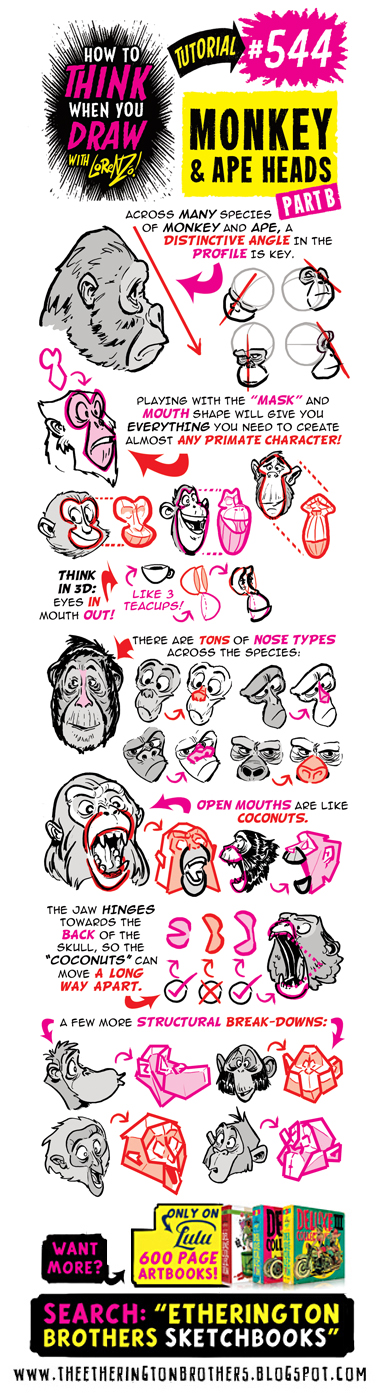 HOW TO
THINK
WHEN YOU
DRAW
WITH LORENZO!
TUTORIAL
#544
MONKEY
& APE HEADS
PART B
ACROSS MANY SPECIES
OF MONKEY AND APE, A
DISTINCTIVE ANGLE IN THE
PROFILE IS KEY.
PLAYING WITH THE "MASK" AND
MOUTH SHAPE WILL GIVE YOU
EVERYTHING YOU NEED TO CREATE
ALMOST ANY PRIMATE CHARACTER!
THINK
IN 3D:
EYES IN
MOUTH OUT!
LIKE 3
TEACUPS!
THERE ARE TONS OF NOSE TYPES
ACROSS THE SPECIES:
OPEN MOUTHS ARE LIKE
COCONUTS.
THE JAW HINGES
TOWARDS THE
BACK OF THE
SKULL, SO THE
"COCONUTS" CAN
MOVE A LONG
WAY APART.
A FEW MORE STRUCTURAL BREAK-DOWNS:
WANT
MORE?
ONLY ON
Lulu
600 PAGE
ARTBOOKS!
DELUXE III
SEARCH: "ETHERINGTON
BROTHERS SKETCHBOOKS"
WWW.THEETHERINGTONBROTHERS.BLOGSPOT.COM